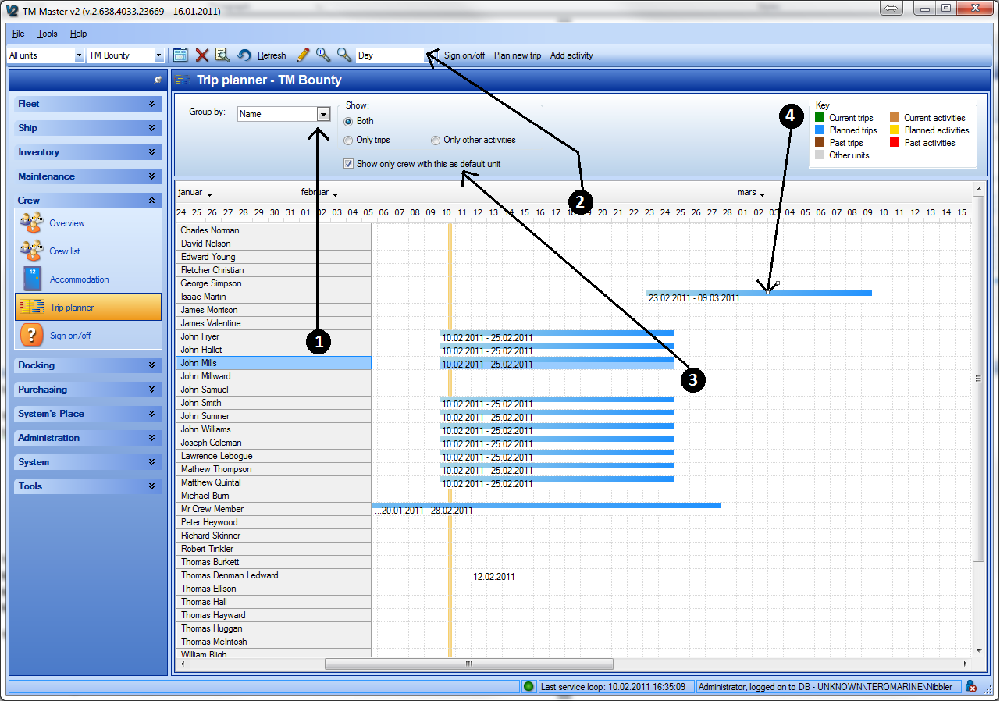 TM Master v2 (v.2.638.4033.23669 - 16.01.2011)
File Tools Help
All units TM Bounty Refresh Day Sign on/off Plan new trip Add activity
Trip planner - TM Bounty
Fleet
Ship
Inventory
Maintenance
Crew
Overview
Crew list
12
Accommodation
Trip planner
?
Sign on/off
Docking
Purchasing
System's Place
Administration
System
Tools
Group by: Name
Show:
Both
Only trips Only other activities
Show only crew with this as default unit
Key
Current trips Current activities
Planned trips Planned activities
Past trips Past activities
Other units
1
2
3
4
januar februar mars
24 25 26 27 28 29 30 31 01 02 03 04 05 06 07 08 09 10 11 12 13 14 15 16 17 18 19 20 21 22 23 24 25 26 27 28 01 02 03 04 05 06 07 08 09 10 11 12 13 14 15
Charles Norman
David Nelson
Edward Young
Fletcher Christian
George Simpson
Isaac Martin 23.02.2011 - 09.03.2011
James Morrison
James Valentine
John Fryer 10.02.2011 - 25.02.2011
John Hallet 10.02.2011 - 25.02.2011
John Mills 10.02.2011 - 25.02.2011
John Millward
John Samuel
John Smith 10.02.2011 - 25.02.2011
John Sumner 10.02.2011 - 25.02.2011
John Williams 10.02.2011 - 25.02.2011
Joseph Coleman 10.02.2011 - 25.02.2011
Lawrence Lebogue 10.02.2011 - 25.02.2011
Mathew Thompson 10.02.2011 - 25.02.2011
Matthew Quintal 10.02.2011 - 25.02.2011
Michael Burn
Mr Crew Member ...20.01.2011 - 28.02.2011
Peter Heywood
Richard Skinner
Robert Tinkler
Thomas Burkett
Thomas Denman Ledward 12.02.2011
Thomas Ellison
Thomas Hall
Thomas Hayward
Thomas Huggan
Thomas McIntosh
William Bligh
Last service loop: 10.02.2011 16:35:09 Administrator, logged on to DB - UNKNOWN\TEROMARINE\Nibbler